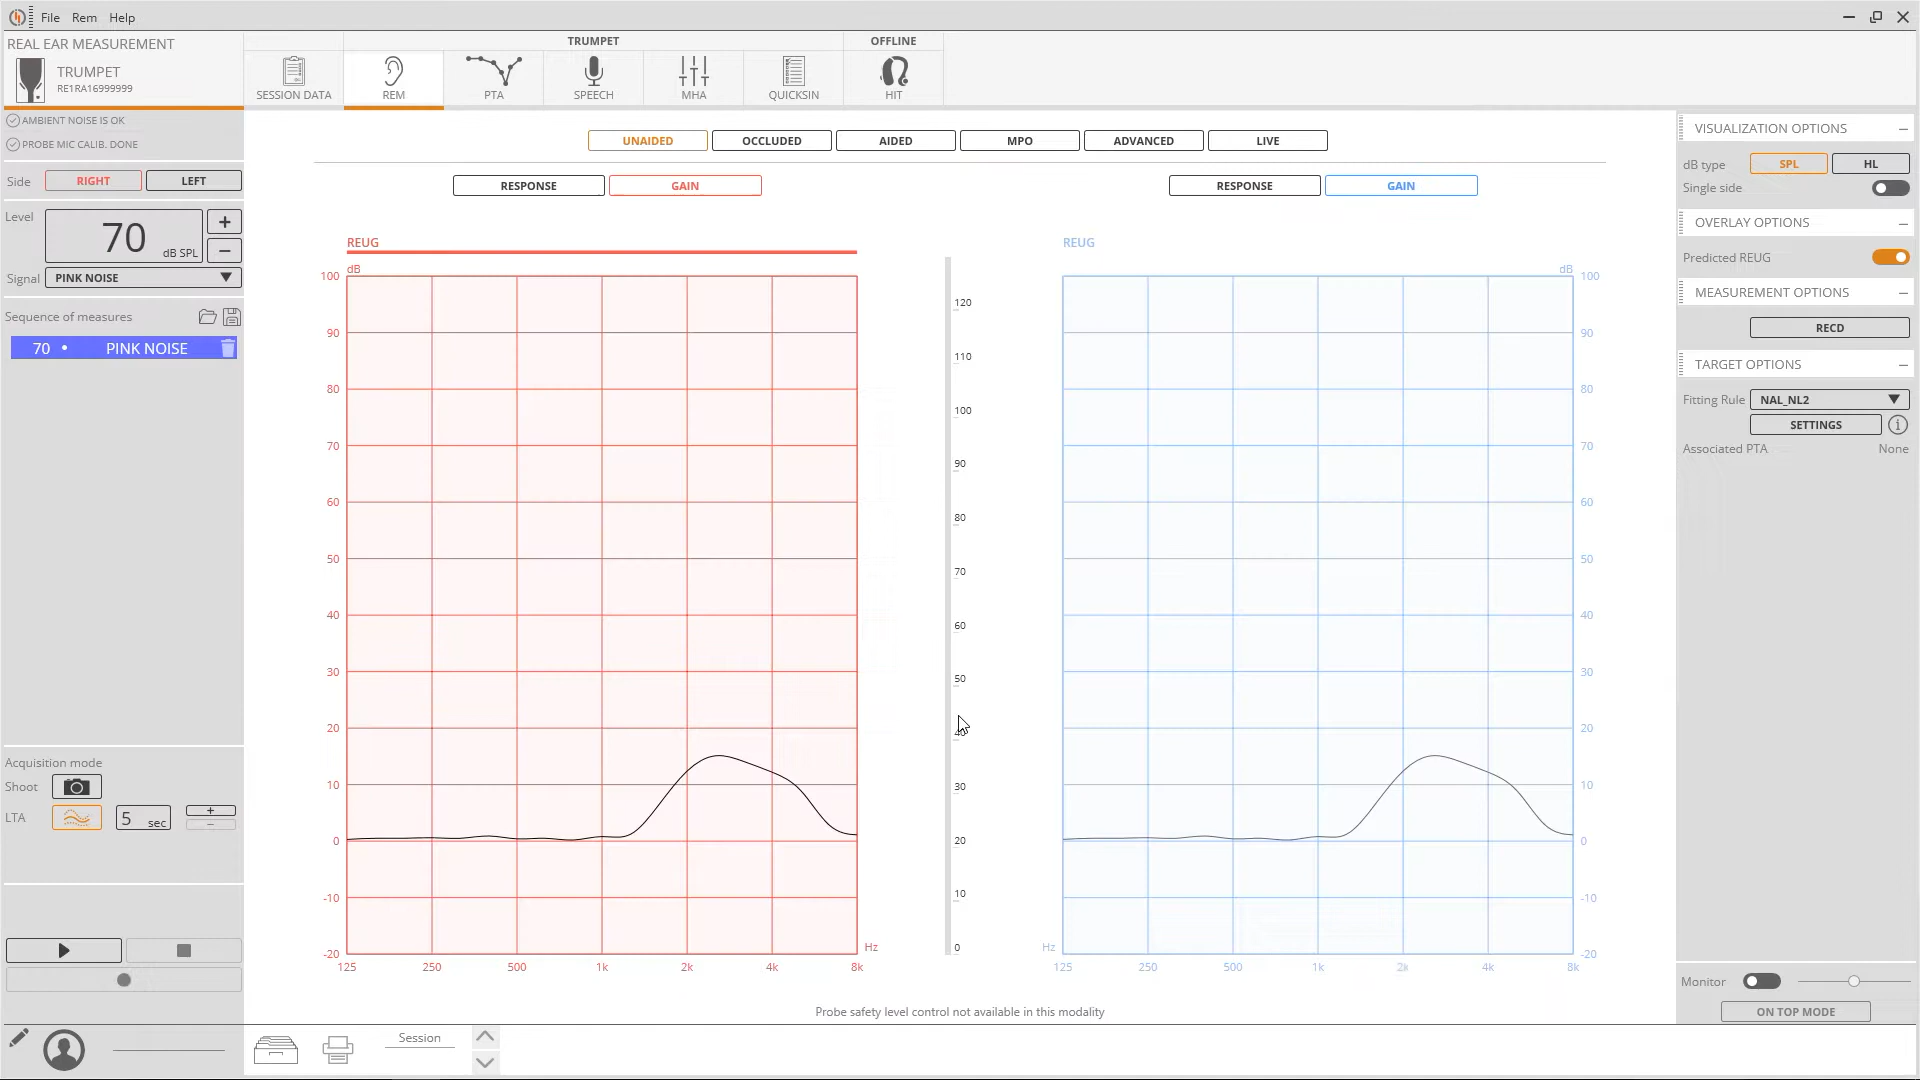 File Rem Help
REAL EAR MEASUREMENT
TRUMPET
RE1RA16999999
TRUMPET
OFFLINE
SESSION DATA
REM
PTA
SPEECH
MHA
QUICKSIN
HIT
AMBIENT NOISE IS OK
PROBE MIC CALIB. DONE
Side RIGHT LEFT
Level 70 dB SPL + −
Signal PINK NOISE
Sequence of measures
70 • PINK NOISE
Acquisition mode
Shoot
LTA 5 sec + −
UNAIDED OCCLUDED AIDED MPO ADVANCED LIVE
RESPONSE GAIN
REUG
dB
100
90
80
70
60
50
40
30
20
10
0
-10
-20
Hz
125 250 500 1k 2k 4k 8k
120
110
100
90
80
70
60
50
40
30
20
10
0
RESPONSE GAIN
REUG
dB
100
90
80
70
60
50
40
30
20
10
0
-10
-20
Hz
125 250 500 1k 2k 4k 8k
Probe safety level control not available in this modality
VISUALIZATION OPTIONS −
dB type SPL HL
Single side
OVERLAY OPTIONS −
Predicted REUG
MEASUREMENT OPTIONS −
RECD
TARGET OPTIONS −
Fitting Rule NAL_NL2
SETTINGS i
Associated PTA None
Monitor
ON TOP MODE
Session